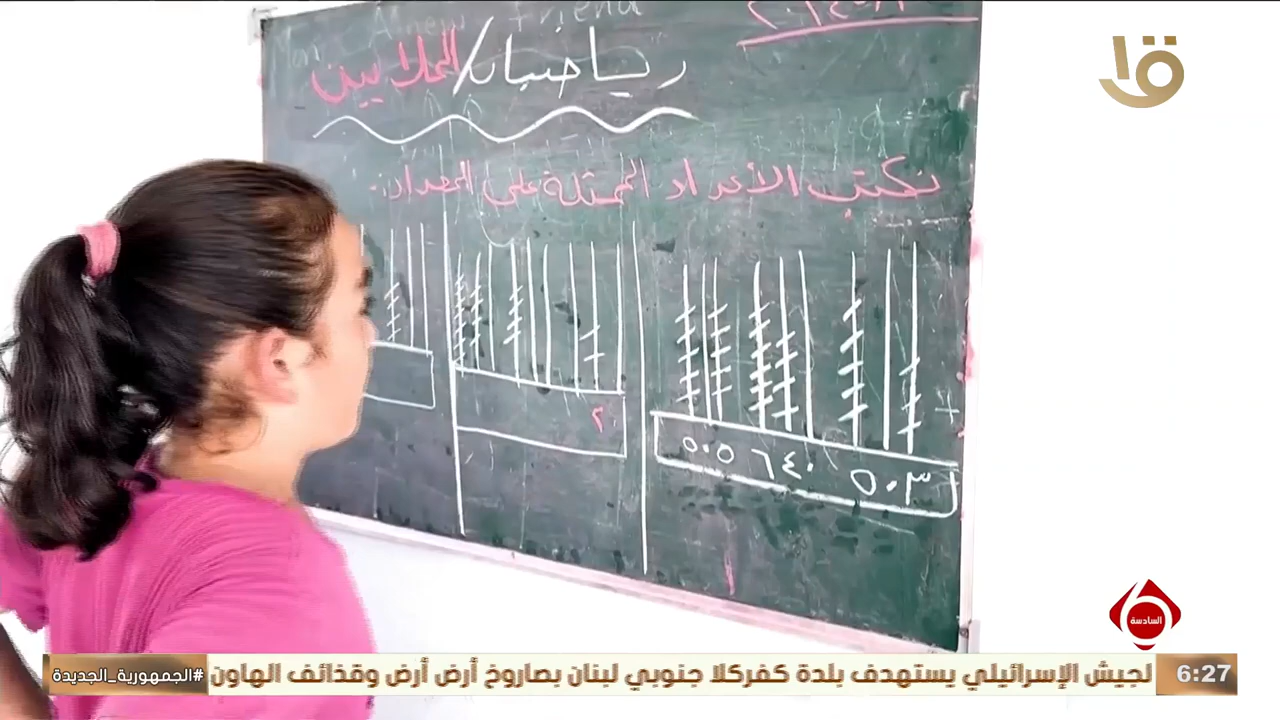 رياضيات/الملايين
نكتب الأعداد الممثلة على المعداد.
٥٠٥ ٦٤٠ ٥٠٣
٢
السادسة
6:27
لجيش الإسرائيلي يستهدف بلدة كفركلا جنوبي لبنان بصاروخ أرض أرض وقذائف الهاون
#الجمهورية_الجديدة